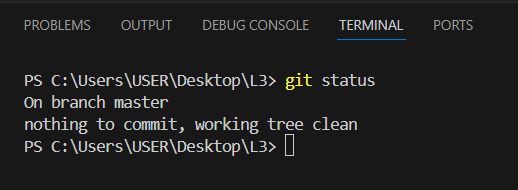 PROBLEMS OUTPUT DEBUG CONSOLE TERMINAL PORTS
PS C:\Users\USER\Desktop\L3> git status
On branch master
nothing to commit, working tree clean
PS C:\Users\USER\Desktop\L3>